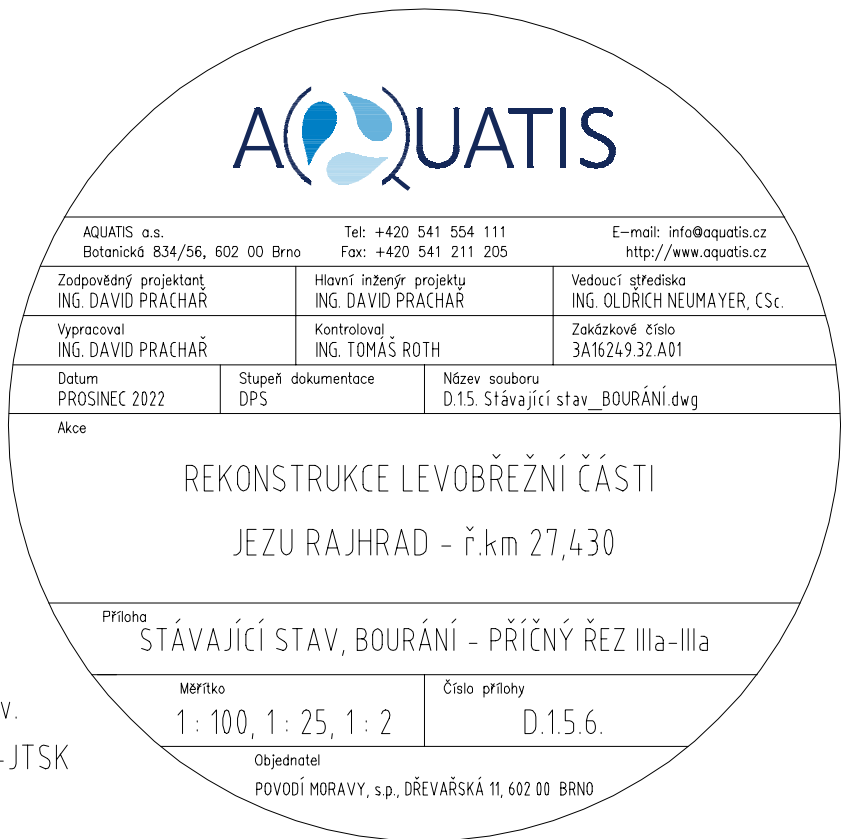 AQUATIS
AQUATIS a.s. Tel: +420 541 554 111 E-mail: info@aquatis.cz
Botanická 834/56, 602 00 Brno Fax: +420 541 211 205 http://www.aquatis.cz
Zodpovědný projektant Hlavní inženýr projektu Vedoucí střediska
ING. DAVID PRACHAŘ ING. DAVID PRACHAŘ ING. OLDŘICH NEUMAYER, CSc.
Vypracoval Kontroloval Zakázkové číslo
ING. DAVID PRACHAŘ ING. TOMÁŠ ROTH 3A16249.32.A01
Datum Stupeň dokumentace Název souboru
PROSINEC 2022 DPS D.1.5. Stávající stav_BOURÁNÍ.dwg
Akce
REKONSTRUKCE LEVOBŘEŽNÍ ČÁSTI
JEZU RAJHRAD - ř.km 27,430
Příloha
STÁVAJÍCÍ STAV, BOURÁNÍ - PŘÍČNÝ ŘEZ IIIa-IIIa
Měřítko Číslo přílohy
1 : 100, 1 : 25, 1 : 2 D.1.5.6.
Objednatel
POVODÍ MORAVY, s.p., DŘEVAŘSKÁ 11, 602 00 BRNO
v.
-JTSK